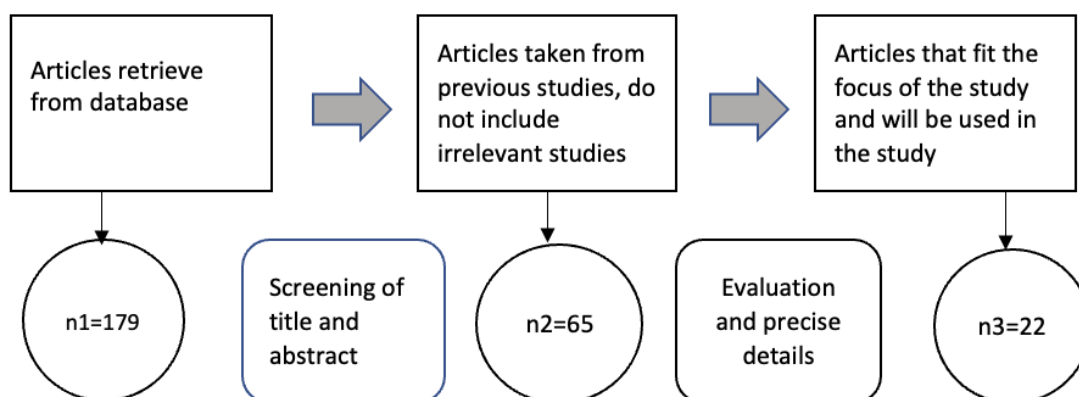 Articles retrieve
from database
Articles taken from
previous studies, do
not include
irrelevant studies
Articles that fit the
focus of the study
and will be used in
the study
n1=179
Screening of
title and
abstract
n2=65
Evaluation
and precise
details
n3=22